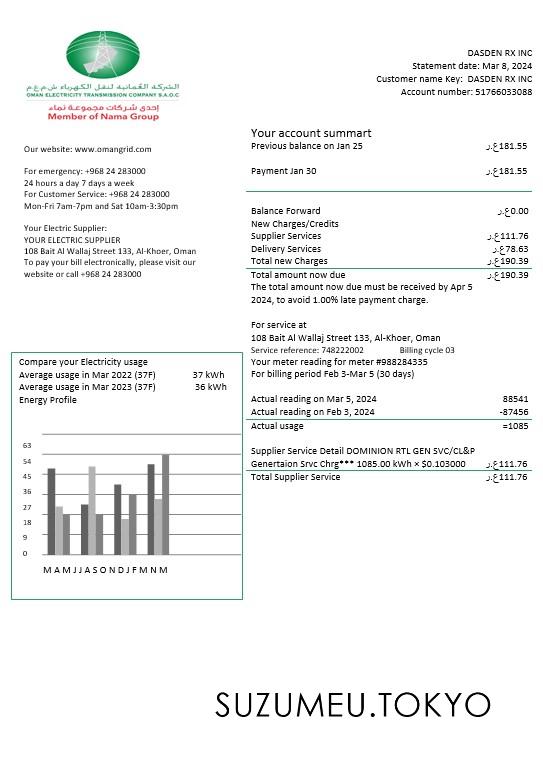 الشركة العُمانية لنقل الكهرباء ش.م.ع.م
OMAN ELECTRICITY TRANSMISSION COMPANY S.A.O.C
إحدى شركات مجموعة نماء
Member of Nama Group
DASDEN RX INC
Statement date: Mar 8, 2024
Customer name Key: DASDEN RX INC
Account number: 51766033088
Our website: www.omangrid.com
For emergency: +968 24 283000
24 hours a day 7 days a week
For Customer Service: +968 24 283000
Mon-Fri 7am-7pm and Sat 10am-3:30pm
Your Electric Supplier:
YOUR ELECTRIC SUPPLIER
108 Bait Al Wallaj Street 133, Al-Khoer, Oman
To pay your bill electronically, please visit our
website or call +968 24 283000
Your account summart
Previous balance on Jan 25 ر.ع181.55
Payment Jan 30 ر.ع181.55
Balance Forward ر.ع0.00
New Charges/Credits
Supplier Services ر.ع111.76
Delivery Services ر.ع78.63
Total new Charges ر.ع190.39
Total amount now due ر.ع190.39
The total amount now due must be received by Apr 5
2024, to avoid 1.00% late payment charge.
For service at
108 Bait Al Wallaj Street 133, Al-Khoer, Oman
Service reference: 748222002 Billing cycle 03
Your meter reading for meter #988284335
For billing period Feb 3-Mar 5 (30 days)
Actual reading on Mar 5, 2024 88541
Actual reading on Feb 3, 2024 -87456
Actual usage =1085
Supplier Service Detail DOMINION RTL GEN SVC/CL&P
Genertaion Srvc Chrg*** 1085.00 kWh × $0.103000 ر.ع111.76
Total Supplier Service ر.ع111.76
Compare your Electricity usage
Average usage in Mar 2022 (37F) 37 kWh
Average usage in Mar 2023 (37F) 36 kWh
Energy Profile
63
54
45
36
27
18
9
0
M A M J J A S O N D J F M N M
SUZUMEU.TOKYO